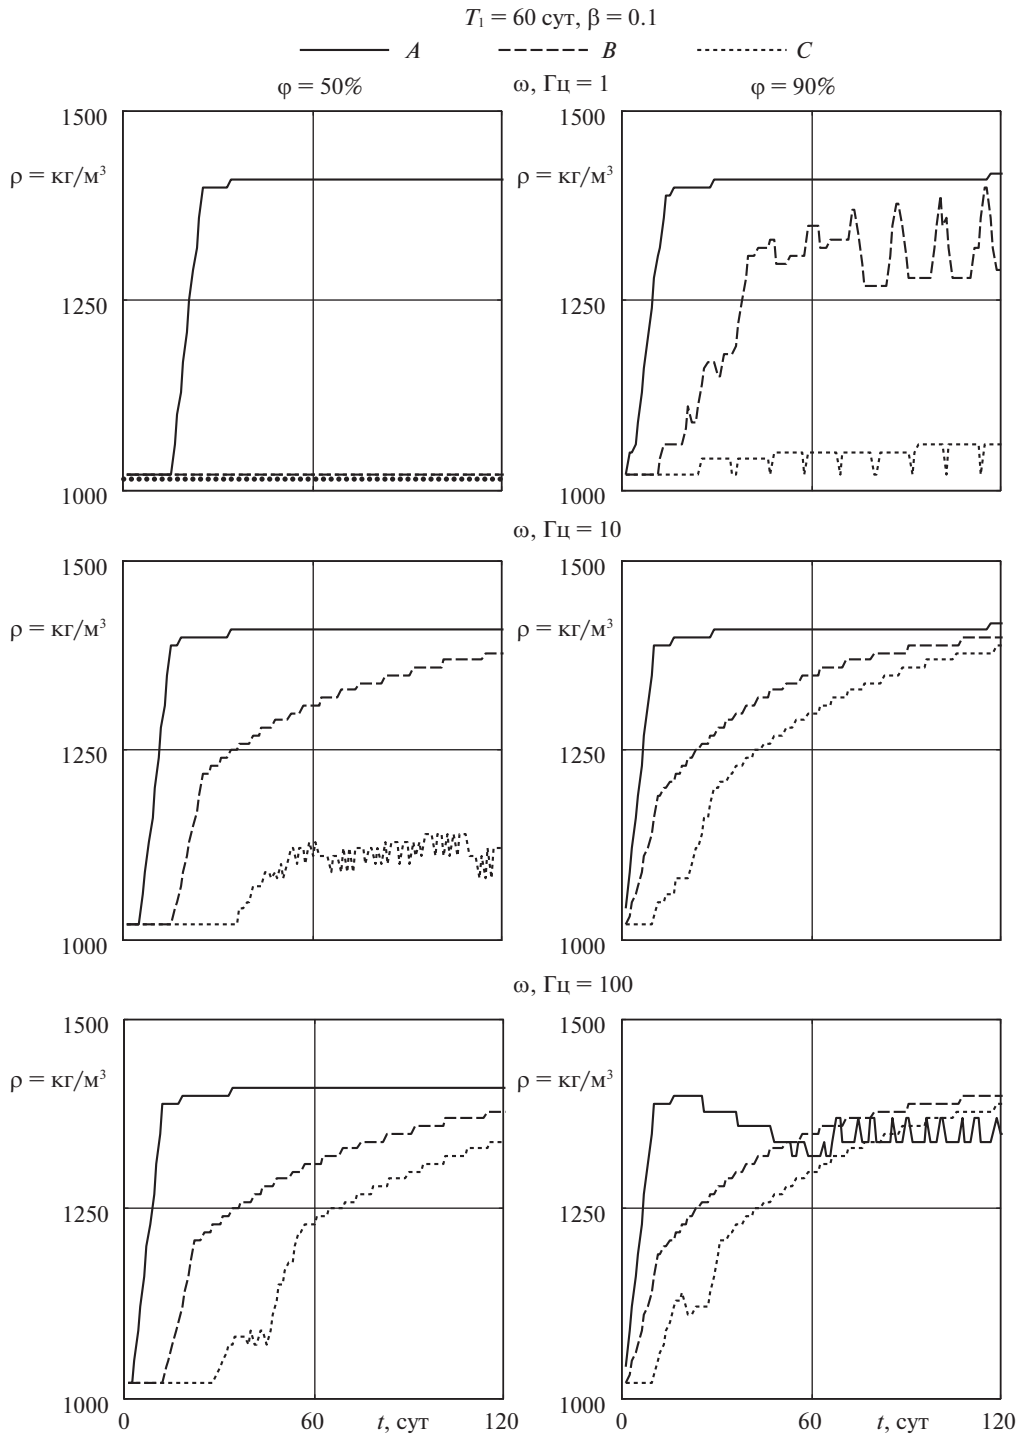 T₁ = 60 сут, β = 0.1
A B C
φ = 50% ω, Гц = 1 φ = 90%
1500 1500
ρ = кг/м³ ρ = кг/м³
1250 1250
1000 1000
ω, Гц = 10
1500 1500
ρ = кг/м³ ρ = кг/м³
1250 1250
1000 1000
ω, Гц = 100
1500 1500
ρ = кг/м³ ρ = кг/м³
1250 1250
1000 1000
0 60 t, сут 120 0 60 t, сут 120